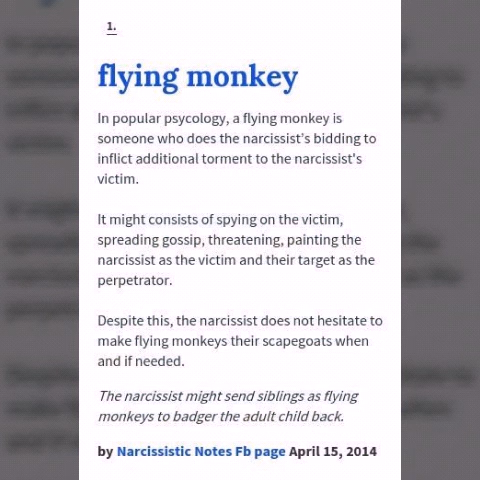 1.
flying monkey
In popular psycology, a flying monkey is
someone who does the narcissist's bidding to
inflict additional torment to the narcissist's
victim.
It might consists of spying on the victim,
spreading gossip, threatening, painting the
narcissist as the victim and their target as the
perpetrator.
Despite this, the narcissist does not hesitate to
make flying monkeys their scapegoats when
and if needed.
The narcissist might send siblings as flying
monkeys to badger the adult child back.
by Narcissistic Notes Fb page April 15, 2014